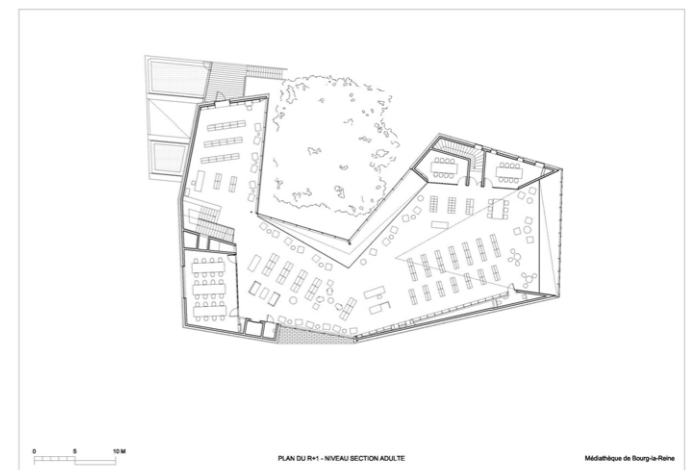 0 5 10 M
PLAN DU R+1 - NIVEAU SECTION ADULTE
Médiathèque de Bourg-la-Reine